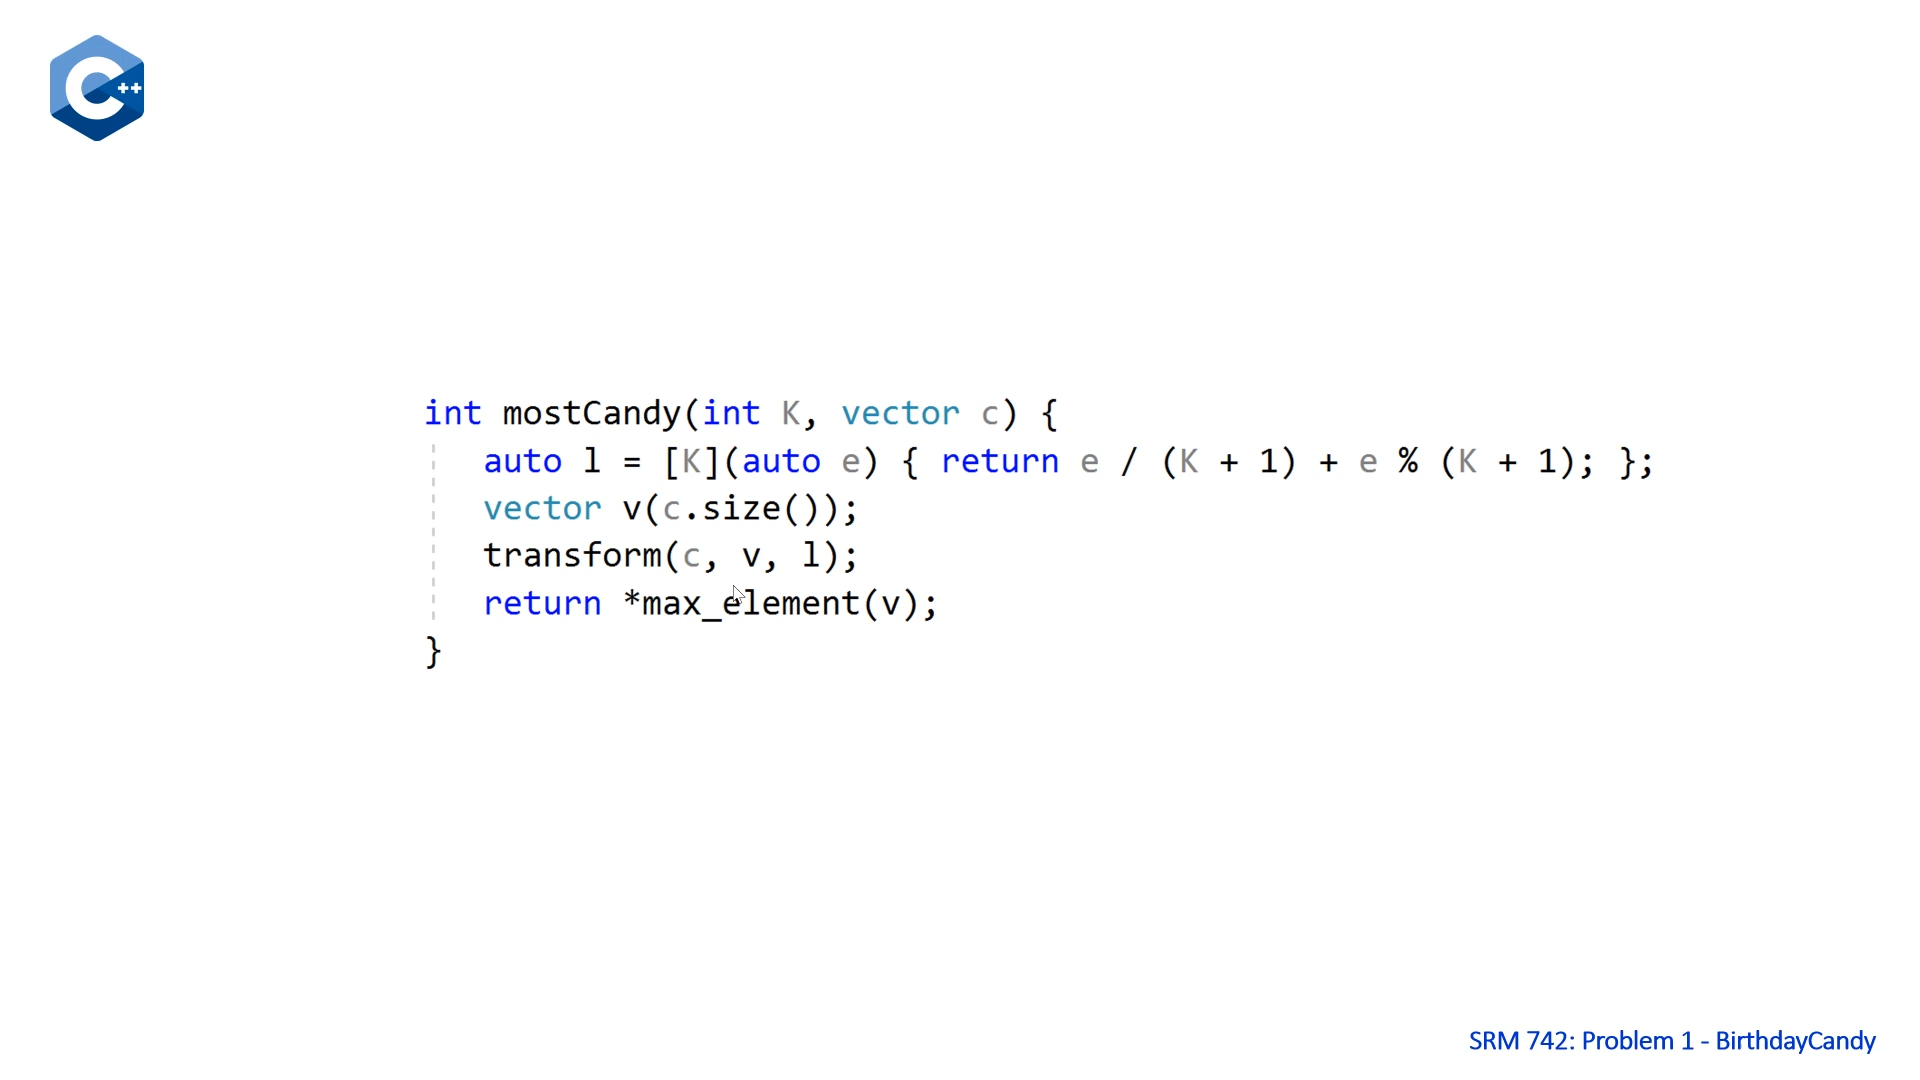 C++
int mostCandy(int K, vector c) {
auto l = [K](auto e) { return e / (K + 1) + e % (K + 1); };
vector v(c.size());
transform(c, v, l);
return *max_element(v);
}
SRM 742: Problem 1 - BirthdayCandy